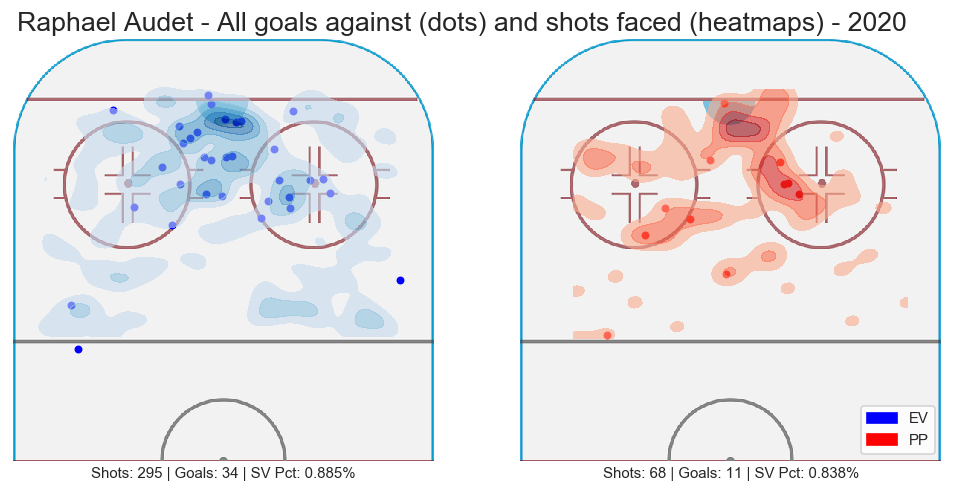 Raphael Audet - All goals against (dots) and shots faced (heatmaps) - 2020
EV
PP
Shots: 295 | Goals: 34 | SV Pct: 0.885%
Shots: 68 | Goals: 11 | SV Pct: 0.838%